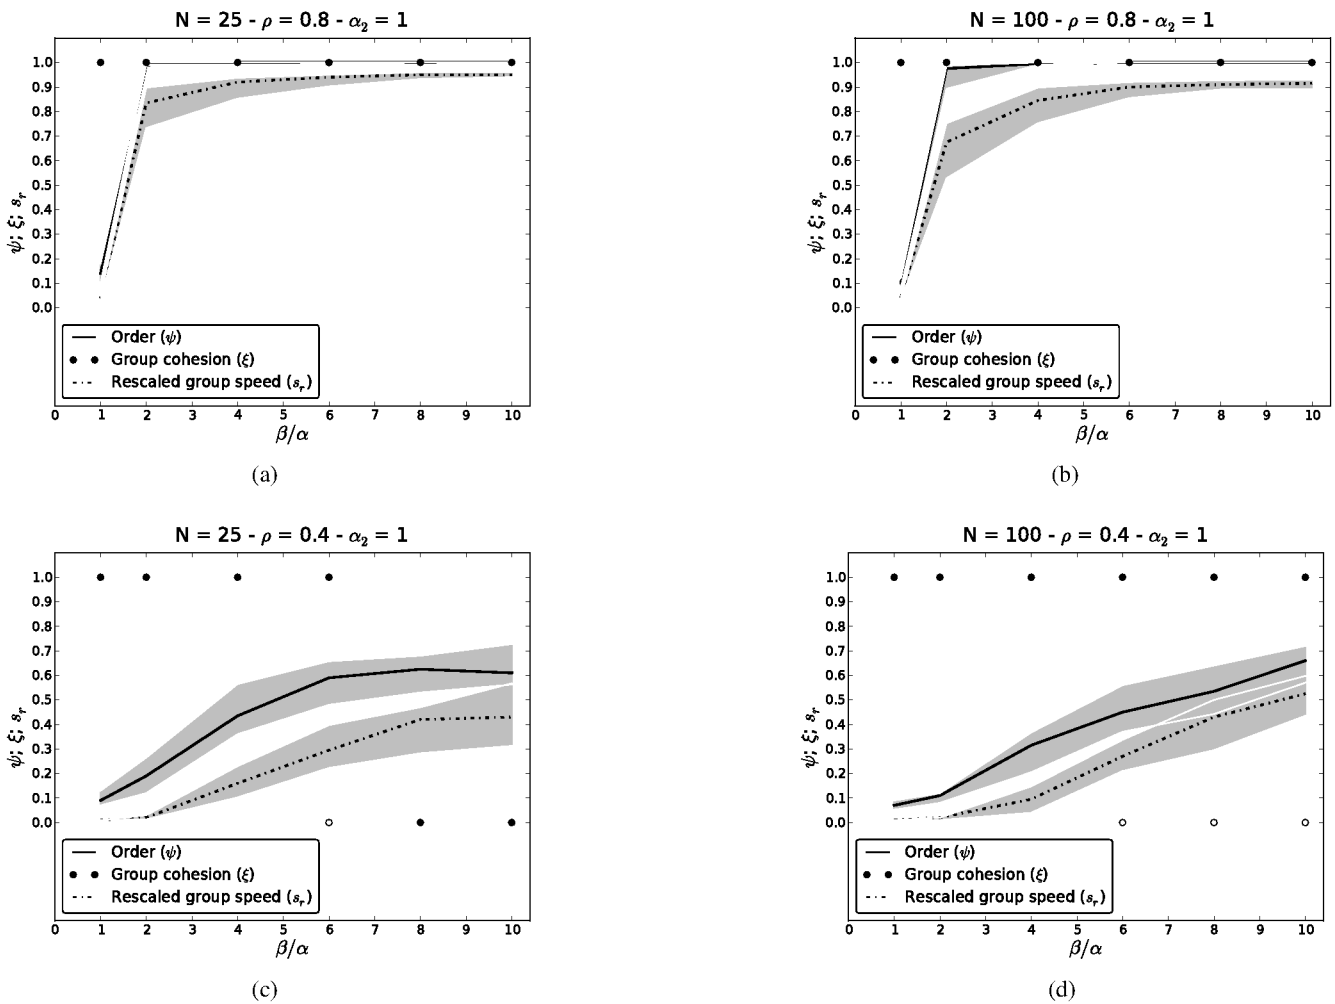 N = 25 - ρ = 0.8 - α₂ = 1
1.0
0.9
0.8
0.7
0.6
0.5
0.4
0.3
0.2
0.1
0.0
ψ; ξ; sᵣ
Order (ψ)
Group cohesion (ξ)
Rescaled group speed (sᵣ)
0 1 2 3 4 5 6 7 8 9 10
β/α
(a)
N = 100 - ρ = 0.8 - α₂ = 1
1.0
0.9
0.8
0.7
0.6
0.5
0.4
0.3
0.2
0.1
0.0
ψ; ξ; sᵣ
Order (ψ)
Group cohesion (ξ)
Rescaled group speed (sᵣ)
0 1 2 3 4 5 6 7 8 9 10
β/α
(b)
N = 25 - ρ = 0.4 - α₂ = 1
1.0
0.9
0.8
0.7
0.6
0.5
0.4
0.3
0.2
0.1
0.0
ψ; ξ; sᵣ
Order (ψ)
Group cohesion (ξ)
Rescaled group speed (sᵣ)
0 1 2 3 4 5 6 7 8 9 10
β/α
(c)
N = 100 - ρ = 0.4 - α₂ = 1
1.0
0.9
0.8
0.7
0.6
0.5
0.4
0.3
0.2
0.1
0.0
ψ; ξ; sᵣ
Order (ψ)
Group cohesion (ξ)
Rescaled group speed (sᵣ)
0 1 2 3 4 5 6 7 8 9 10
β/α
(d)